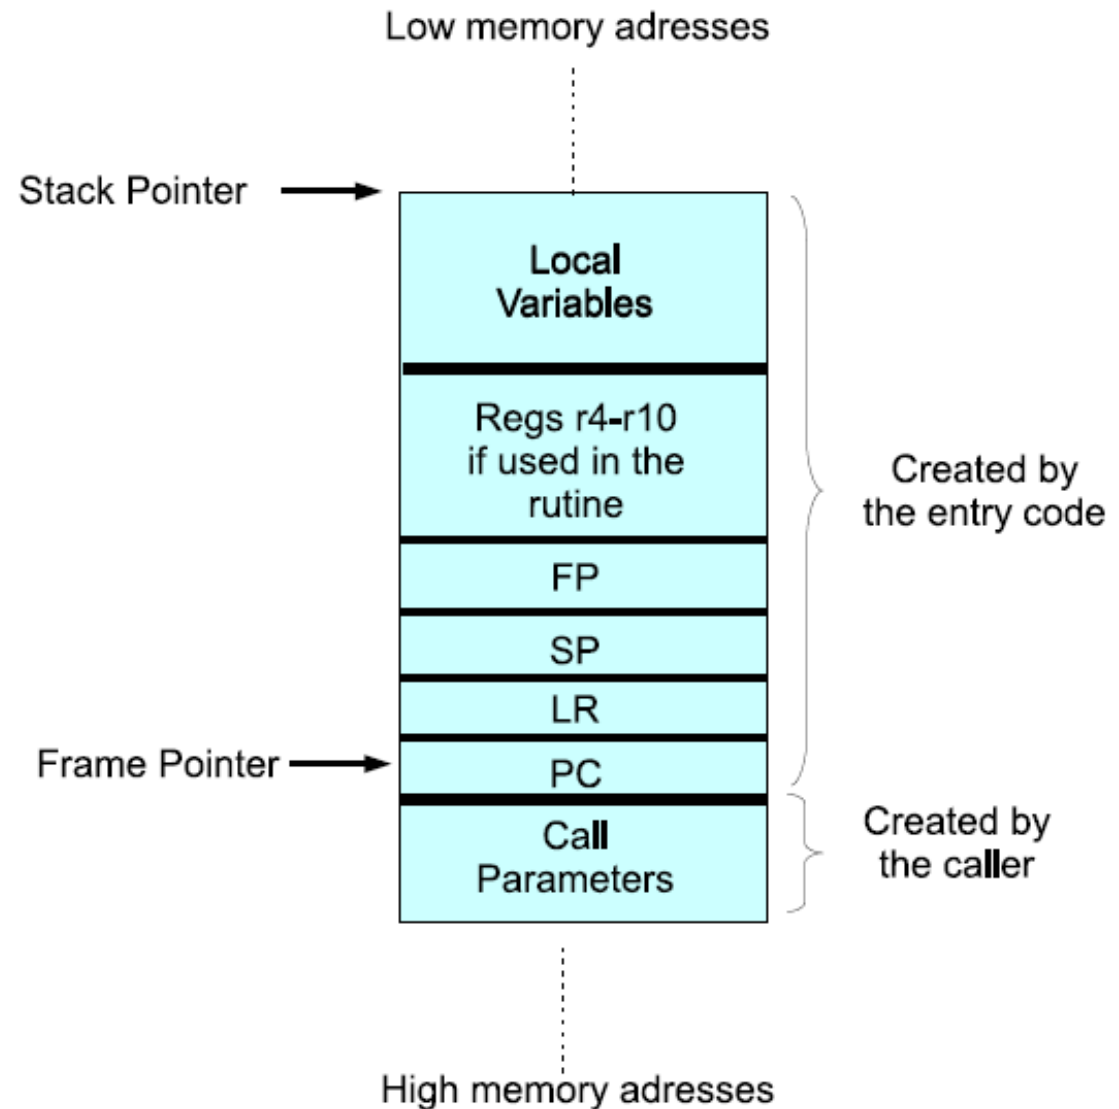 Low memory adresses
Stack Pointer
Local
Variables
Regs r4-r10
if used in the
rutine
Created by
the entry code
FP
SP
LR
Frame Pointer
PC
Call
Parameters
Created by
the caller
High memory adresses